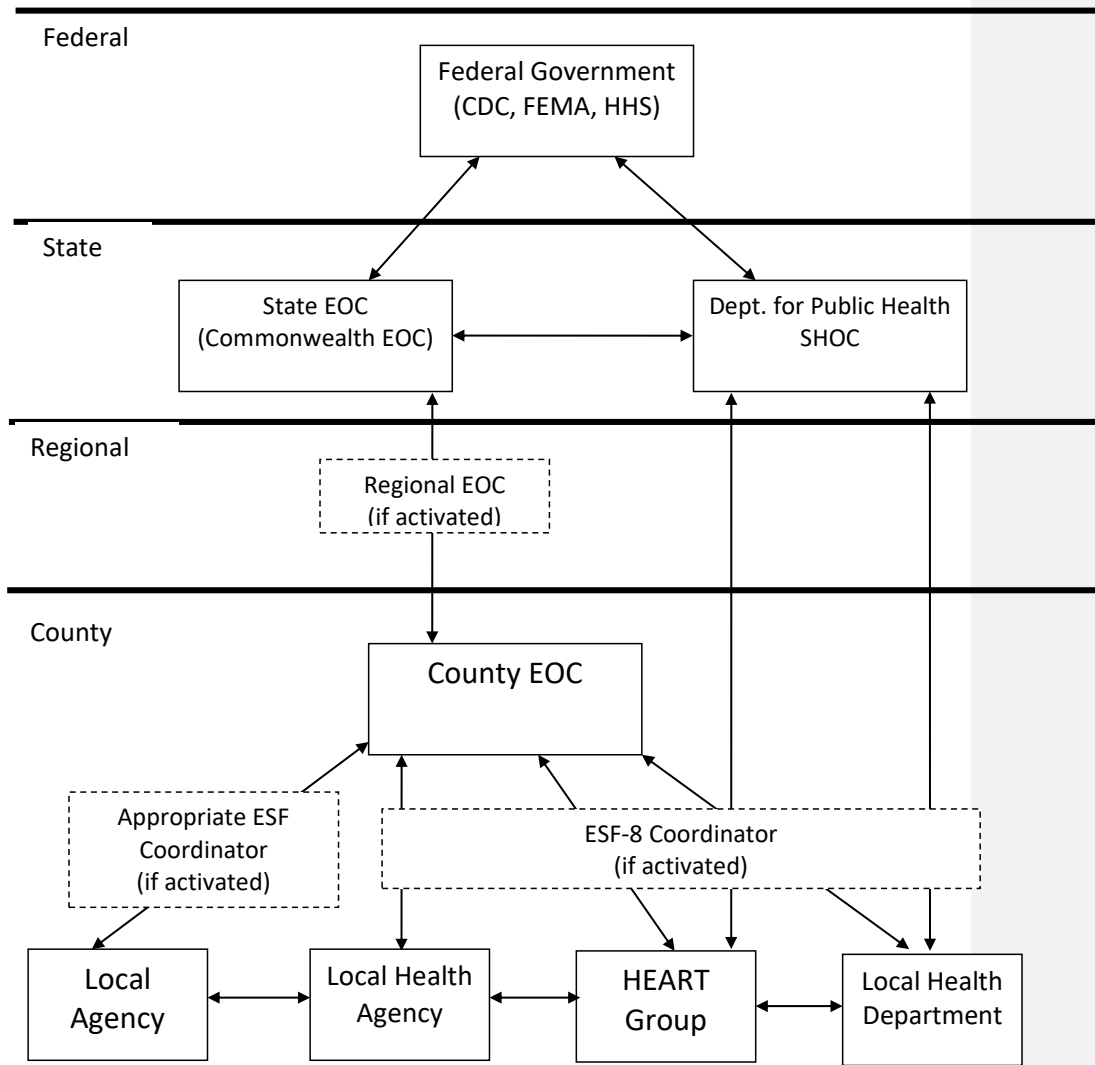 Federal
Federal Government
(CDC, FEMA, HHS)
State
State EOC
(Commonwealth EOC)
Dept. for Public Health
SHOC
Regional
Regional EOC
(if activated)
County
County EOC
Appropriate ESF
Coordinator
(if activated)
ESF-8 Coordinator
(if activated)
Local
Agency
Local Health
Agency
HEART
Group
Local Health
Department